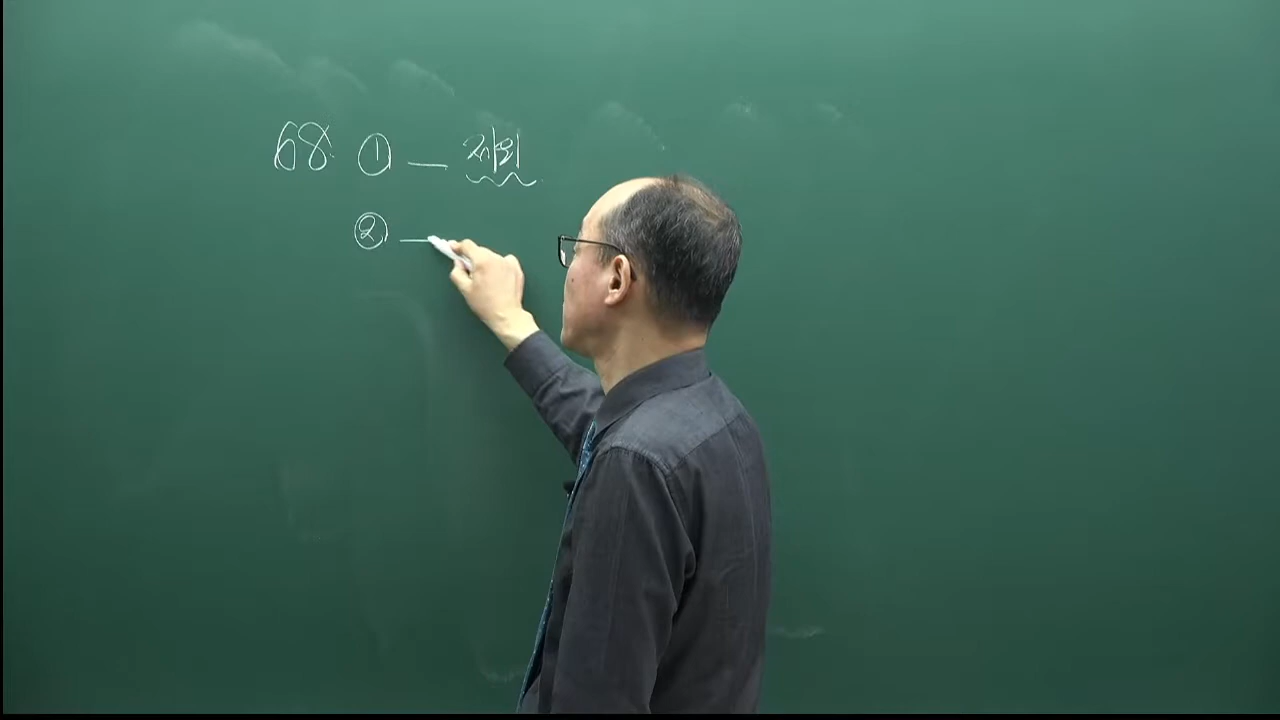 68 ① — 제외
② —